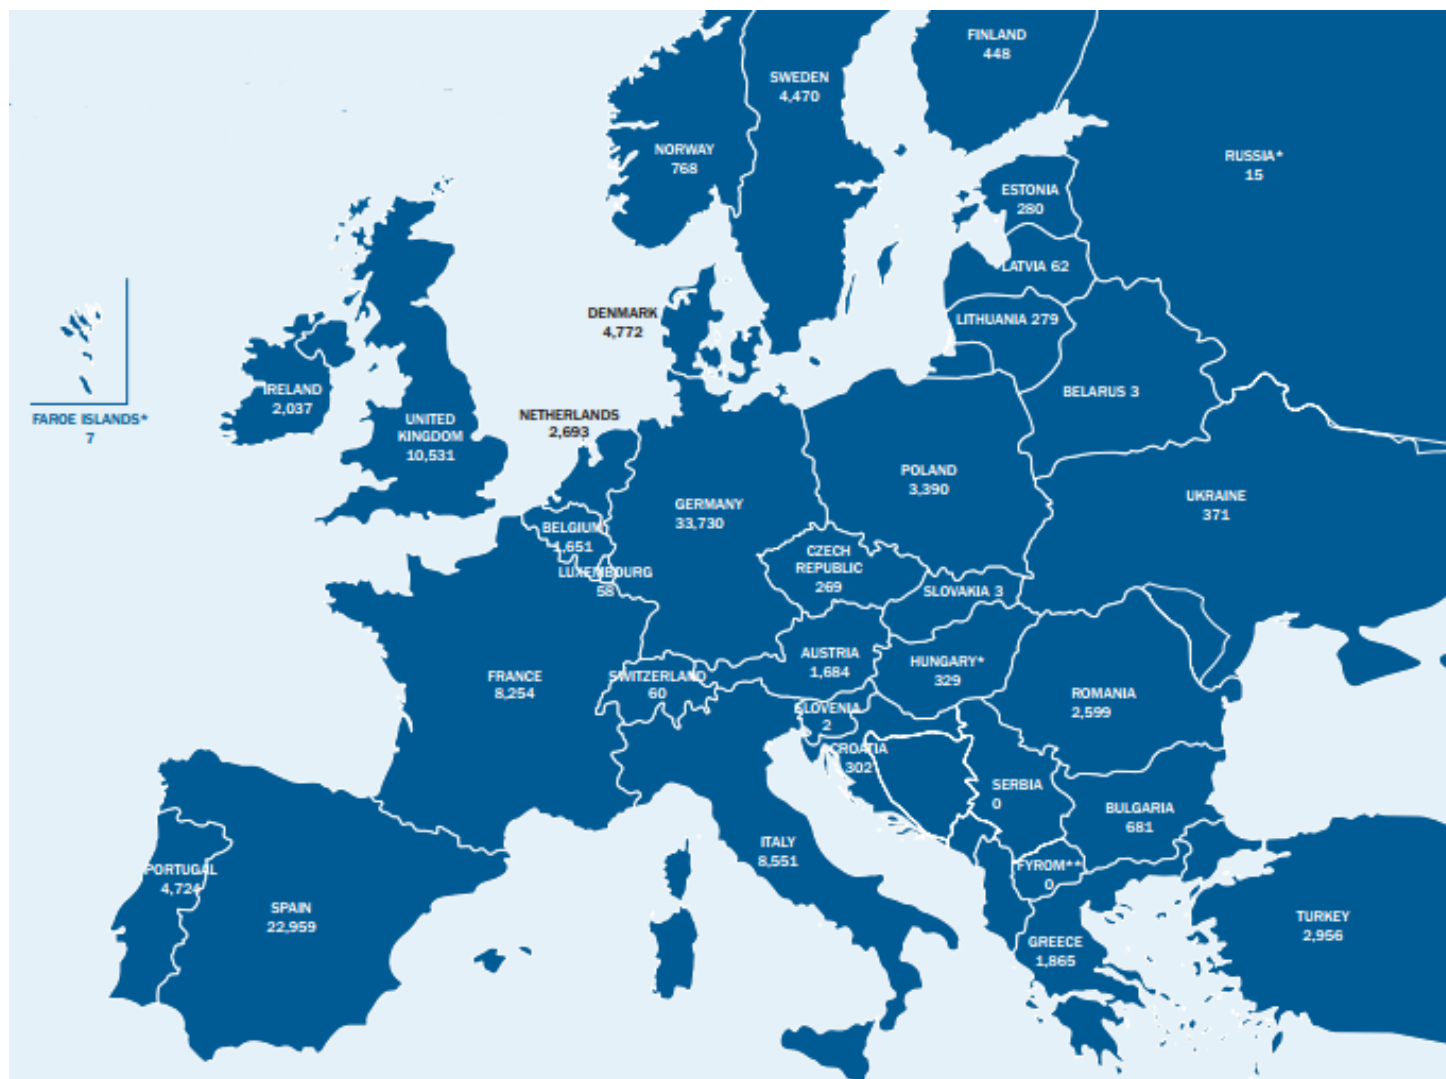 FINLAND
448
SWEDEN
4,470
NORWAY
768
RUSSIA*
15
ESTONIA
280
LATVIA 62
DENMARK
4,772
LITHUANIA 279
IRELAND
2,037
BELARUS 3
FAROE ISLANDS*
7
UNITED
KINGDOM
10,531
NETHERLANDS
2,693
POLAND
3,390
GERMANY
33,730
UKRAINE
371
BELGIUM
1,651
CZECH
REPUBLIC
269
LUXEMBOURG
58
SLOVAKIA 3
AUSTRIA
1,684
HUNGARY*
329
FRANCE
8,254
SWITZERLAND
60
ROMANIA
2,599
SLOVENIA
2
CROATIA
302
SERBIA
0
BULGARIA
681
ITALY
8,551
PORTUGAL
4,724
FYROM**
0
SPAIN
22,959
GREECE
1,865
TURKEY
2,956